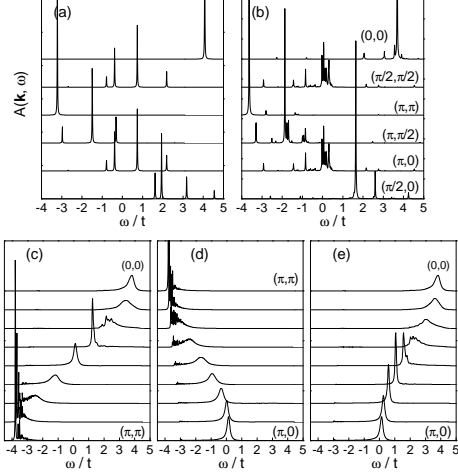 (a)
(b)
A(k, ω)
(0,0)
(π/2,π/2)
(π,π)
(π,π/2)
(π,0)
(π/2,0)
-4 -3 -2 -1 0 1 2 3 4 5
-4 -3 -2 -1 0 1 2 3 4 5
ω / t
ω / t
(c)
(0,0)
(π,π)
(d)
(π,π)
(π,0)
(e)
(0,0)
(π,0)
-4 -3 -2 -1 0 1 2 3 4 5
-4 -3 -2 -1 0 1 2 3 4 5
-4 -3 -2 -1 0 1 2 3 4 5
ω / t
ω / t
ω / t